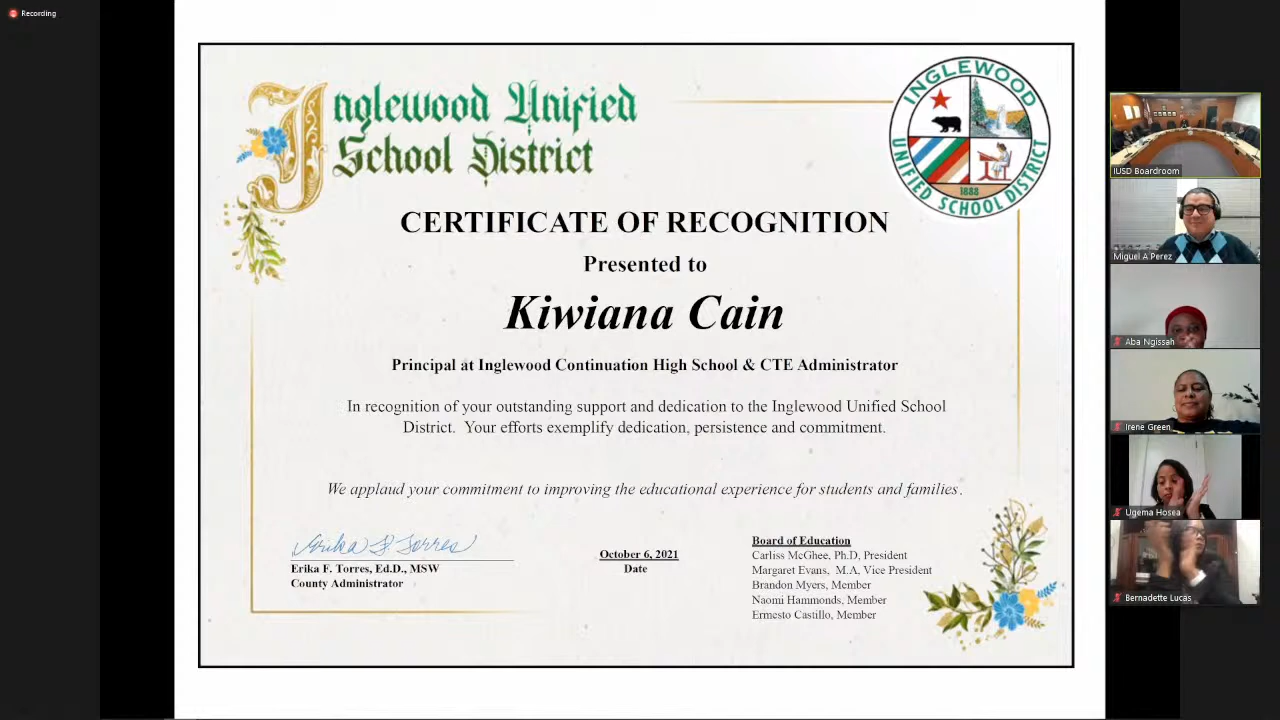 Recording
Inglewood Unified
School District
INGLEWOOD
UNIFIED SCHOOL DISTRICT
1888
CERTIFICATE OF RECOGNITION
Presented to
Kiwiana Cain
Principal at Inglewood Continuation High School & CTE Administrator
In recognition of your outstanding support and dedication to the Inglewood Unified School
District. Your efforts exemplify dedication, persistence and commitment.
We applaud your commitment to improving the educational experience for students and families.
Erika F. Torres
Erika F. Torres, Ed.D., MSW
County Administrator
October 6, 2021
Date
Board of Education
Carliss McGhee, Ph.D, President
Margaret Evans, M.A, Vice President
Brandon Myers, Member
Naomi Hammonds, Member
Ermesto Castillo, Member
IUSD Boardroom
Miguel A Perez
Aba Ngissah
Irene Green
Ugema Hosea
Bernadette Lucas